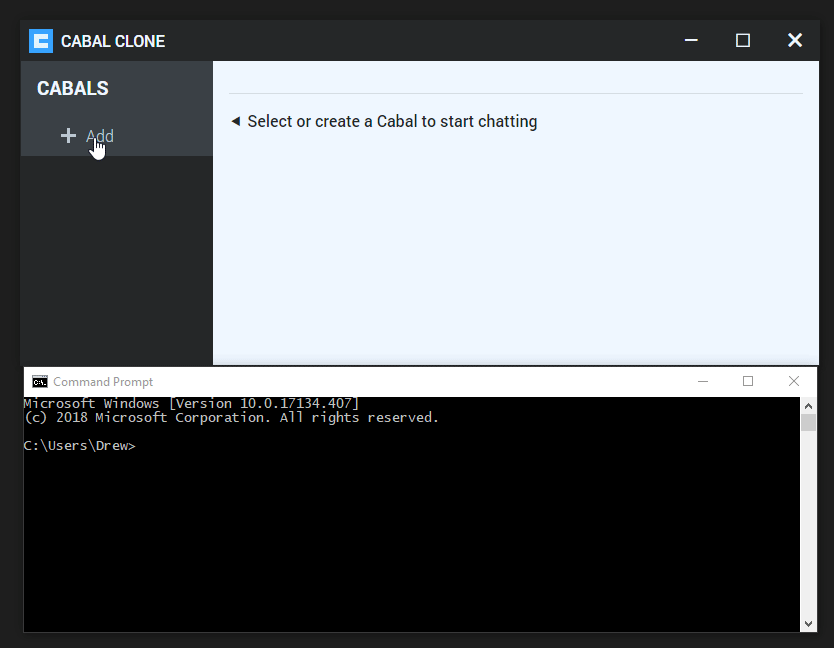 CABAL CLONE
CABALS
Add
Select or create a Cabal to start chatting
Command Prompt
Microsoft Windows [Version 10.0.17134.407]
(c) 2018 Microsoft Corporation. All rights reserved.
C:\Users\Drew>